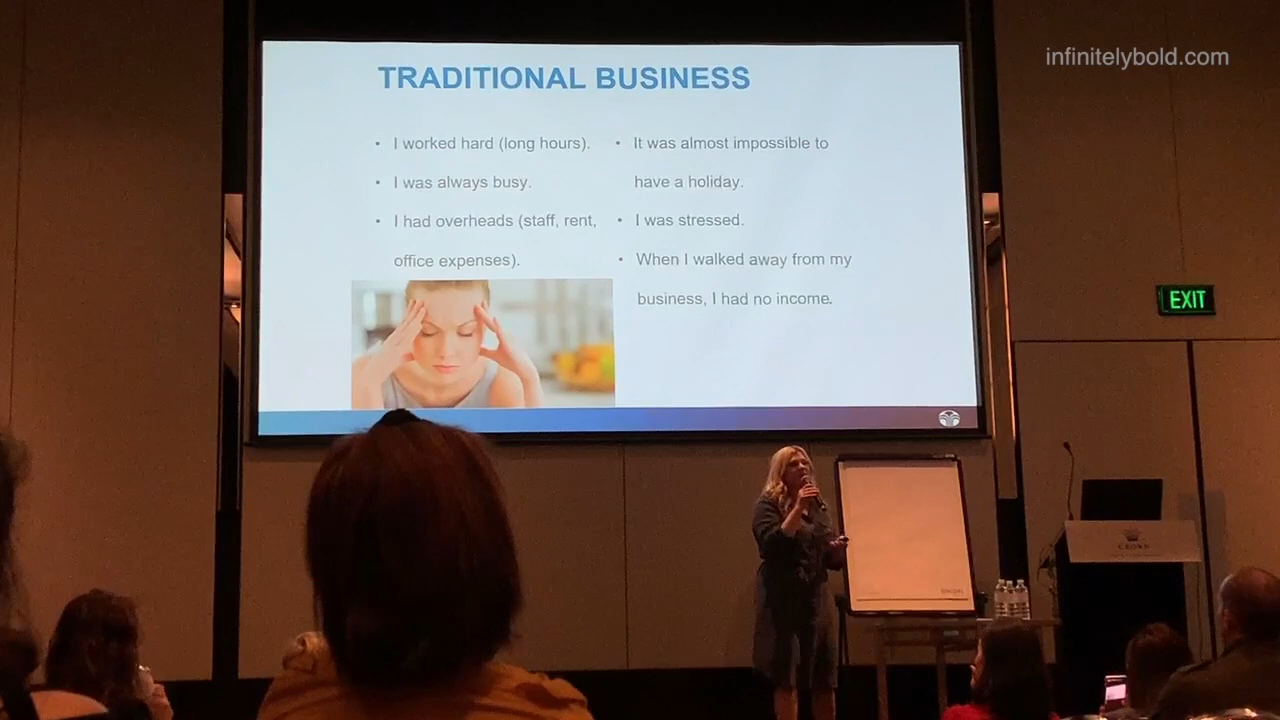 infinitelybold.com
TRADITIONAL BUSINESS
• I worked hard (long hours).
• I was always busy.
• I had overheads (staff, rent,
office expenses).
• It was almost impossible to
have a holiday.
• I was stressed.
• When I walked away from my
business, I had no income.
EXIT
CROWN